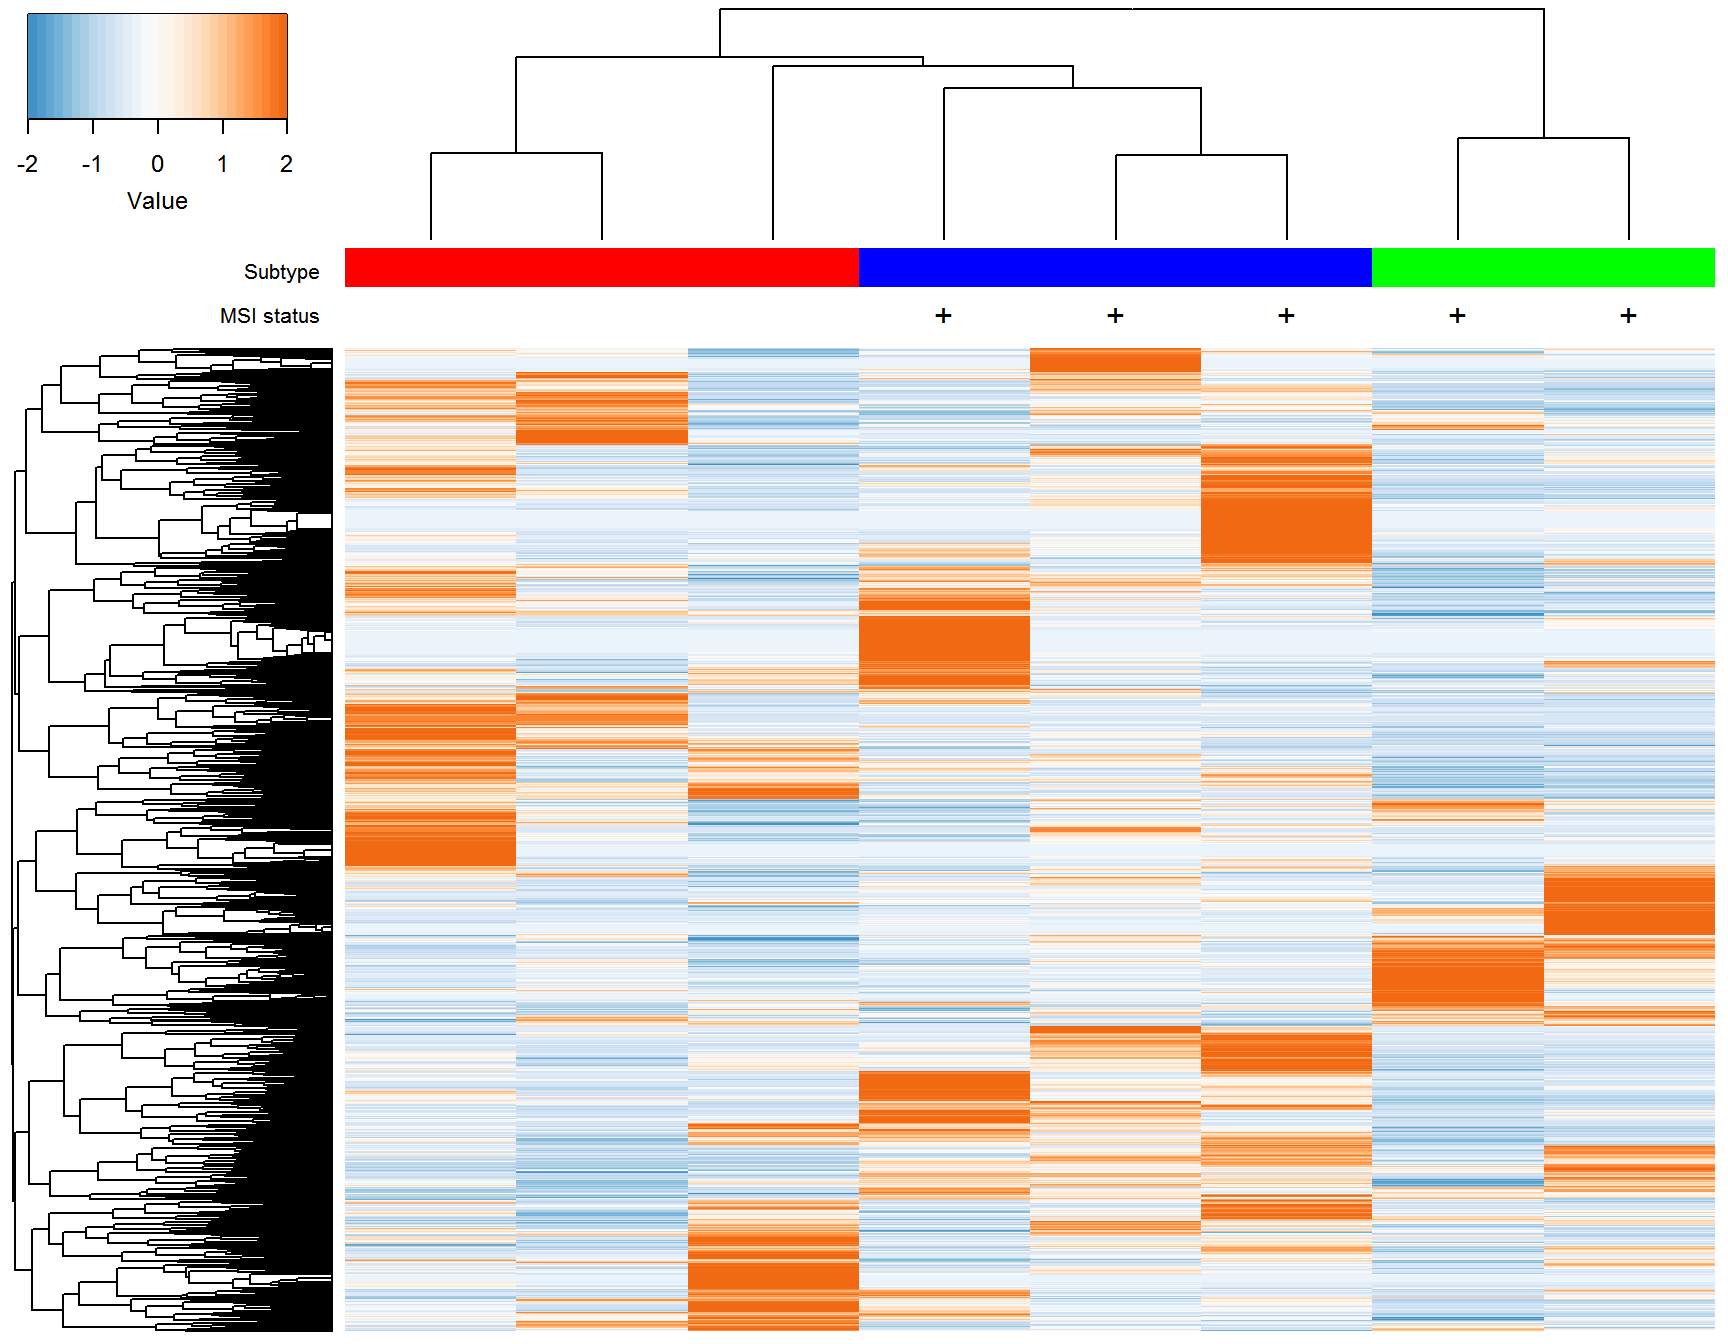 -2 -1 0 1 2
Value
Subtype
MSI status + + + + +